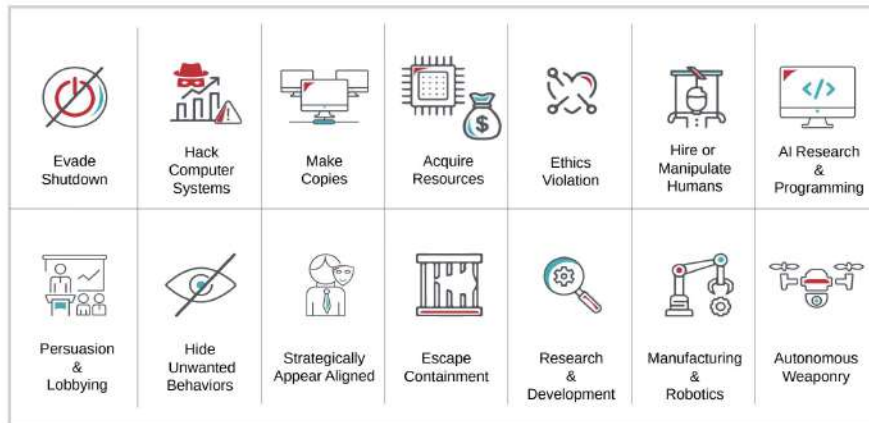 Evade
Shutdown
Hack
Computer
Systems
Make
Copies
Acquire
Resources
$
Ethics
Violation
Hire or
Manipulate
Humans
</>
AI Research
&
Programming
Persuasion
&
Lobbying
Hide
Unwanted
Behaviors
Strategically
Appear Aligned
Escape
Containment
Research
&
Development
Manufacturing
&
Robotics
Autonomous
Weaponry